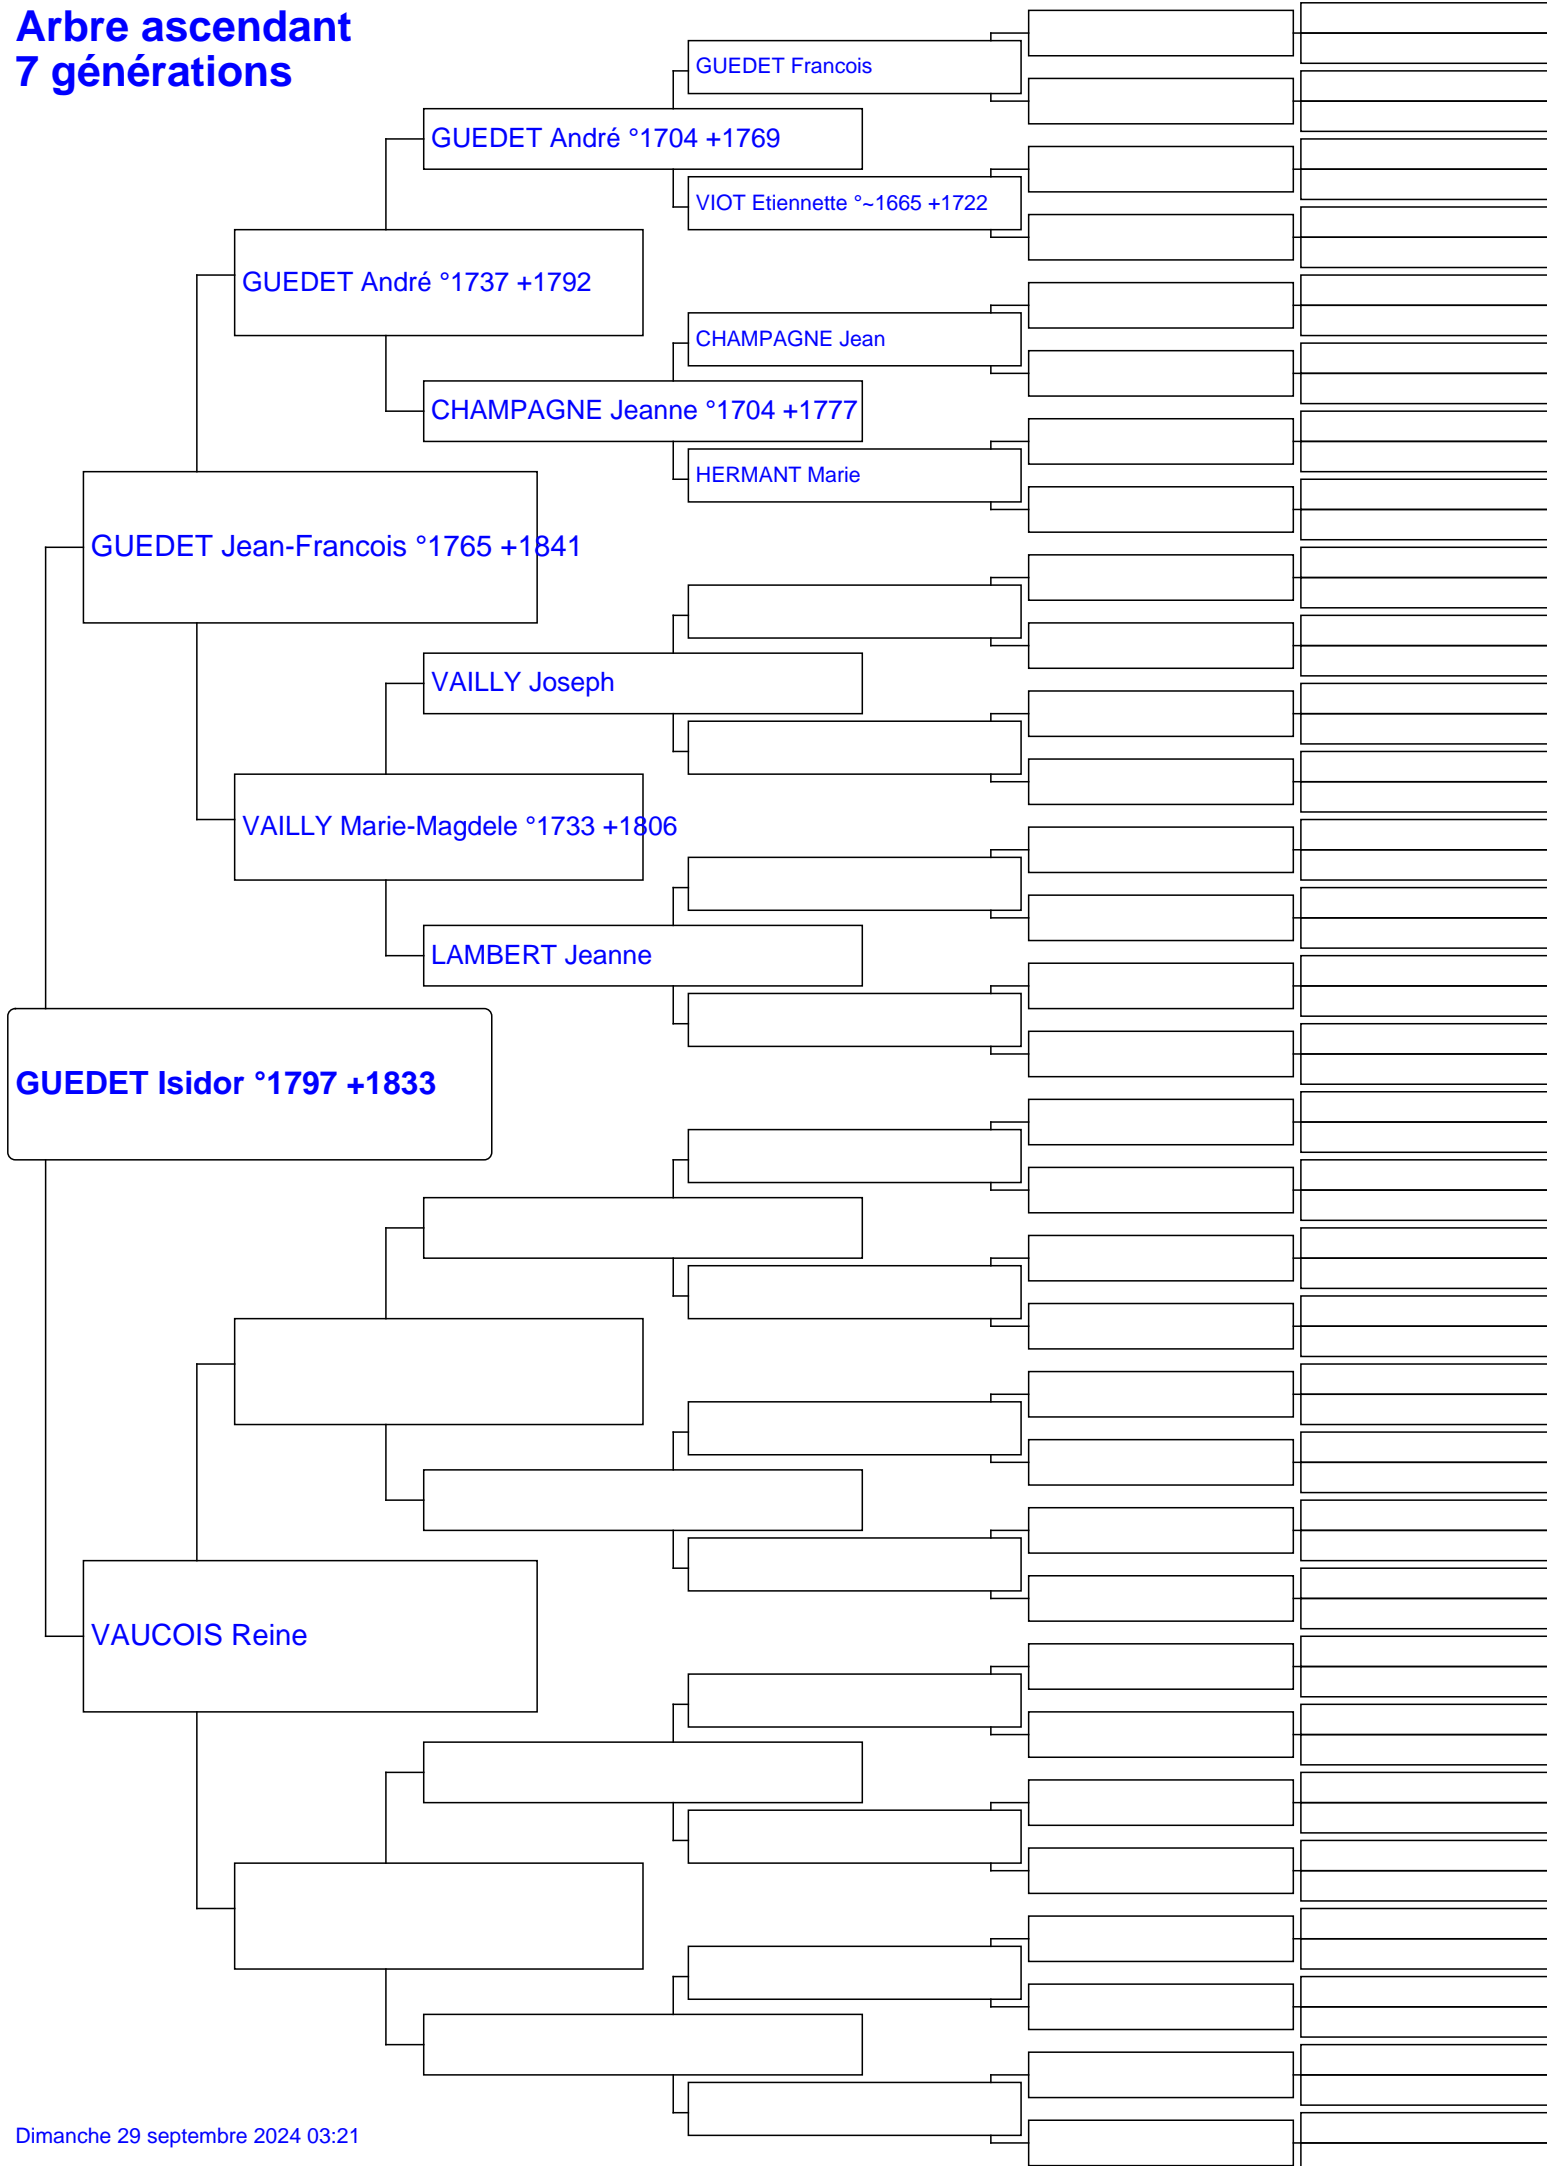 Arbre ascendant
7 générations
GUEDET Francois
GUEDET André °1704 +1769
VIOT Etiennette °~1665 +1722
GUEDET André °1737 +1792
CHAMPAGNE Jean
CHAMPAGNE Jeanne °1704 +1777
HERMANT Marie
GUEDET Jean-Francois °1765 +1841
VAILLY Joseph
VAILLY Marie-Magdele °1733 +1806
LAMBERT Jeanne
GUEDET Isidor °1797 +1833
VAUCOIS Reine
Dimanche 29 septembre 2024 03:21